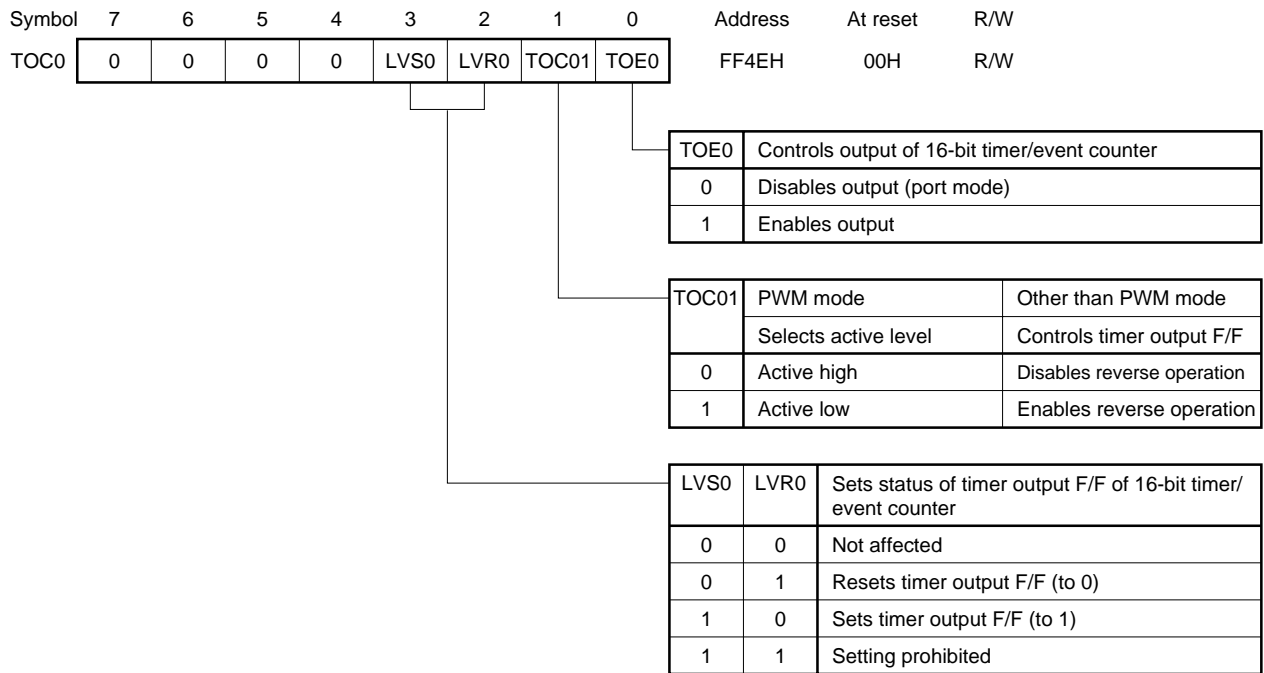 Symbol 7 6 5 4 3 2 1 0 Address At reset R/W
TOC0 0 0 0 0 LVS0 LVR0 TOC01 TOE0 FF4EH 00H R/W
TOE0 Controls output of 16-bit timer/event counter
0 Disables output (port mode)
1 Enables output
TOC01 PWM mode Other than PWM mode
Selects active level Controls timer output F/F
0 Active high Disables reverse operation
1 Active low Enables reverse operation
LVS0 LVR0 Sets status of timer output F/F of 16-bit timer/
event counter
0 0 Not affected
0 1 Resets timer output F/F (to 0)
1 0 Sets timer output F/F (to 1)
1 1 Setting prohibited